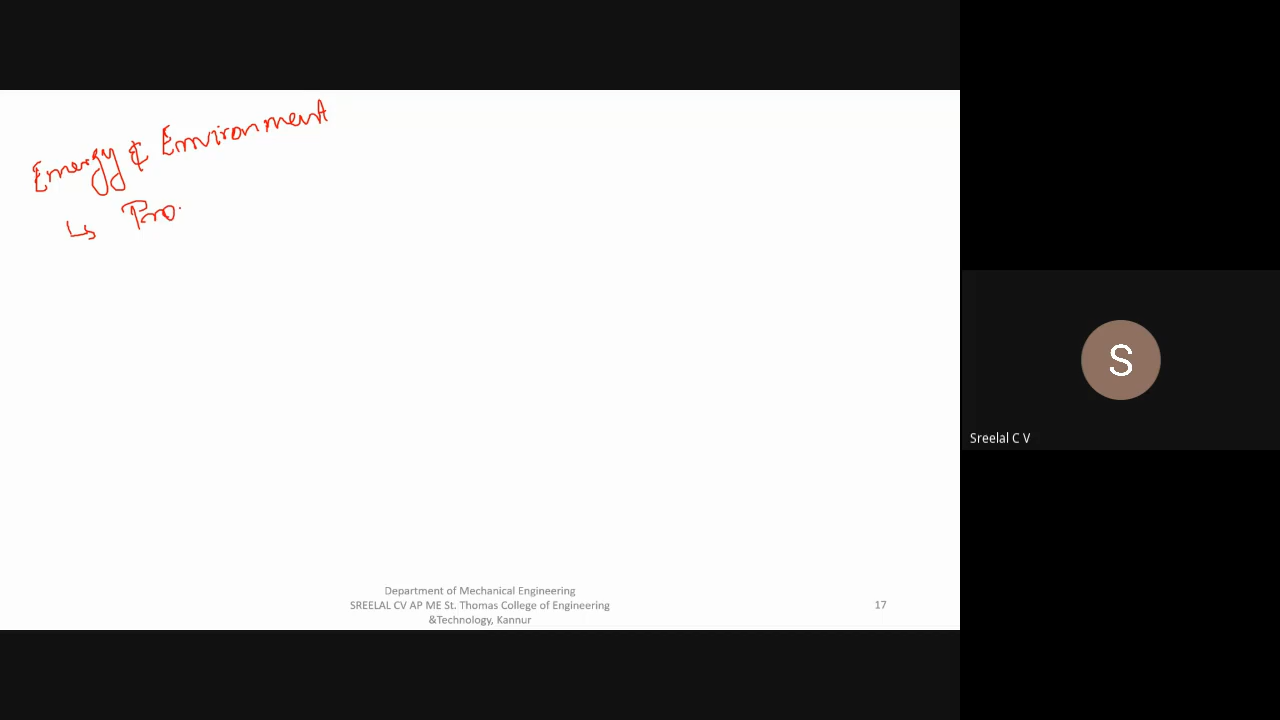 Energy & Environment
↳ Pro.
Department of Mechanical Engineering
SREELAL CV AP ME St. Thomas College of Engineering
&Technology, Kannur
17
S
Sreelal C V